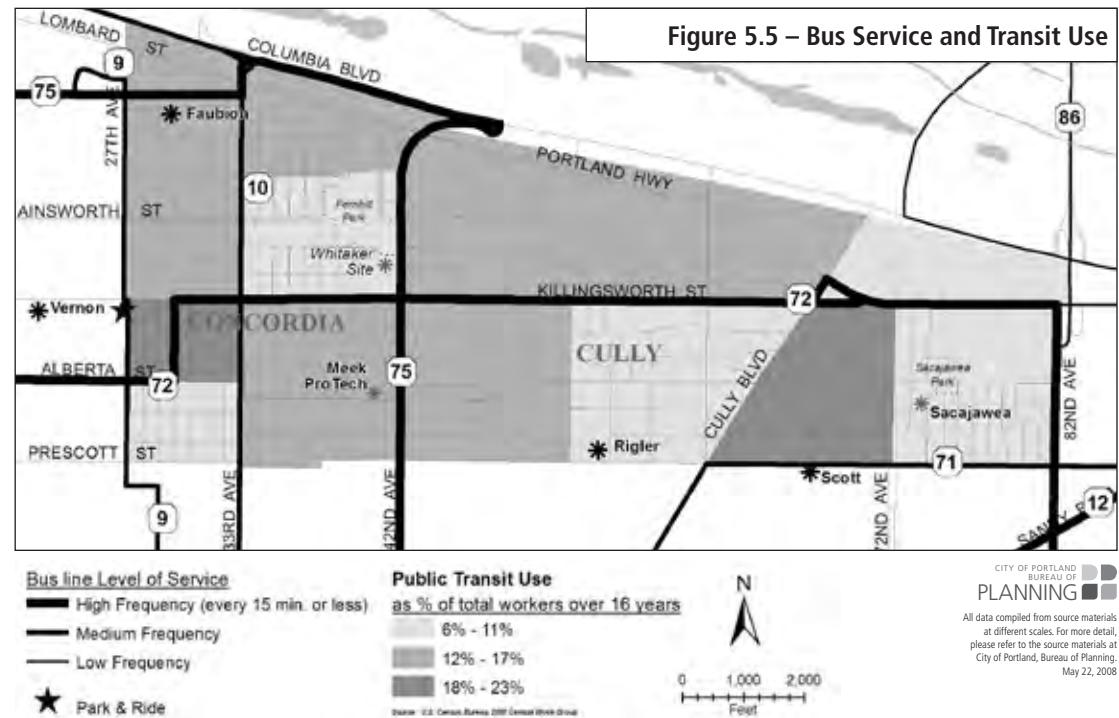 Figure 5.5 – Bus Service and Transit Use
LOMBARD ST
9
COLUMBIA BLVD
75
27TH AVE
Faubion
86
PORTLAND HWY
10
AINSWORTH ST
Fernhill
Park
Whitaker
Site
KILLINGSWORTH ST
72
Vernon
CONCORDIA
CULLY
ALBERTA ST
72
Meek
ProTech
75
CULLY BLVD
Sacajawea
Park
Sacajawea
82ND AVE
PRESCOTT ST
Rigler
71
Scott
9
33RD AVE
42ND AVE
72ND AVE
SANDY
12
Bus line Level of Service
High Frequency (every 15 min. or less)
Medium Frequency
Low Frequency
Park & Ride
Public Transit Use
as % of total workers over 16 years
6% - 11%
12% - 17%
18% - 23%
Source: U.S. Census Bureau, 2000 Census
N
0 1,000 2,000
Feet
CITY OF PORTLAND
BUREAU OF
PLANNING
All data compiled from source materials
at different scales. For more detail,
please refer to the source materials at
City of Portland, Bureau of Planning.
May 22, 2008